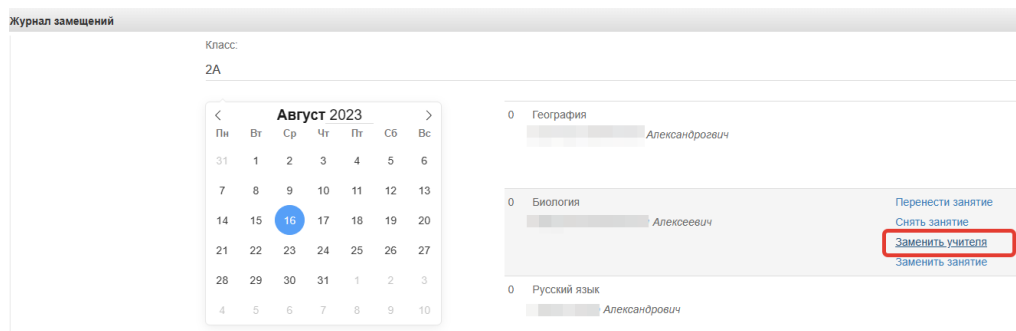 Журнал замещений
Класс:
2А
Август 2023
Пн Вт Ср Чт Пт Сб Вс
31 1 2 3 4 5 6
7 8 9 10 11 12 13
14 15 16 17 18 19 20
21 22 23 24 25 26 27
28 29 30 31 1 2 3
4 5 6 7 8 9 10
0 География
Александрогвич
0 Биология
Алексеевич
Перенести занятие
Снять занятие
Заменить учителя
Заменить занятие
0 Русский язык
Александрович